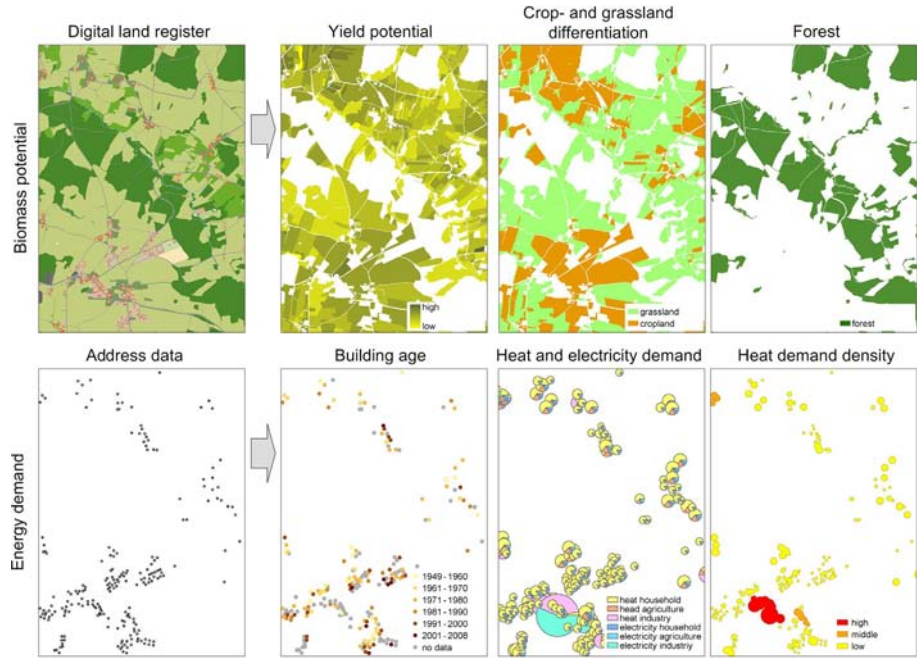 Digital land register
Yield potential
Crop- and grassland
differentiation
Forest
Biomass potential
high
low
grassland
cropland
forest
Address data
Building age
Heat and electricity demand
Heat demand density
Energy demand
1949 - 1960
1961 - 1970
1971 - 1980
1981 - 1990
1991 - 2000
2001 - 2008
no data
heat household
head agriculture
heat industry
electricity household
electricity agriculture
electricity industriy
high
middle
low